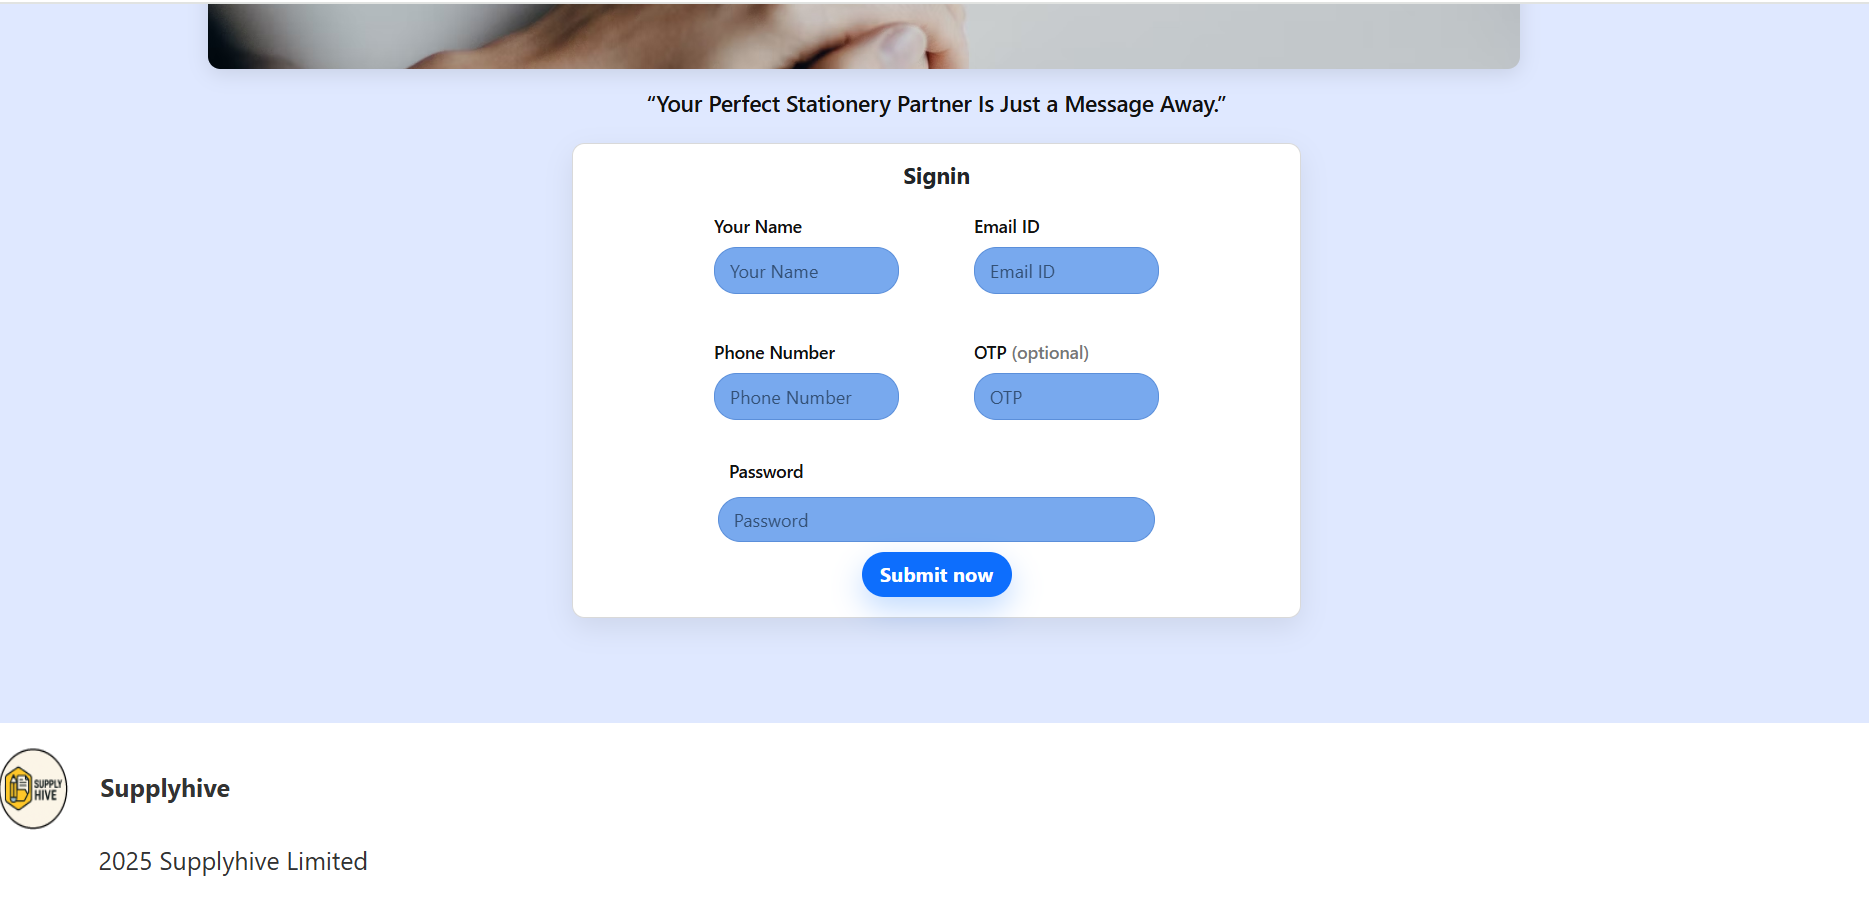 “Your Perfect Stationery Partner Is Just a Message Away.”
Signin
Your Name
Email ID
Your Name
Email ID
Phone Number
OTP (optional)
Phone Number
OTP
Password
Password
Submit now
SUPPLY
HIVE
Supplyhive
2025 Supplyhive Limited